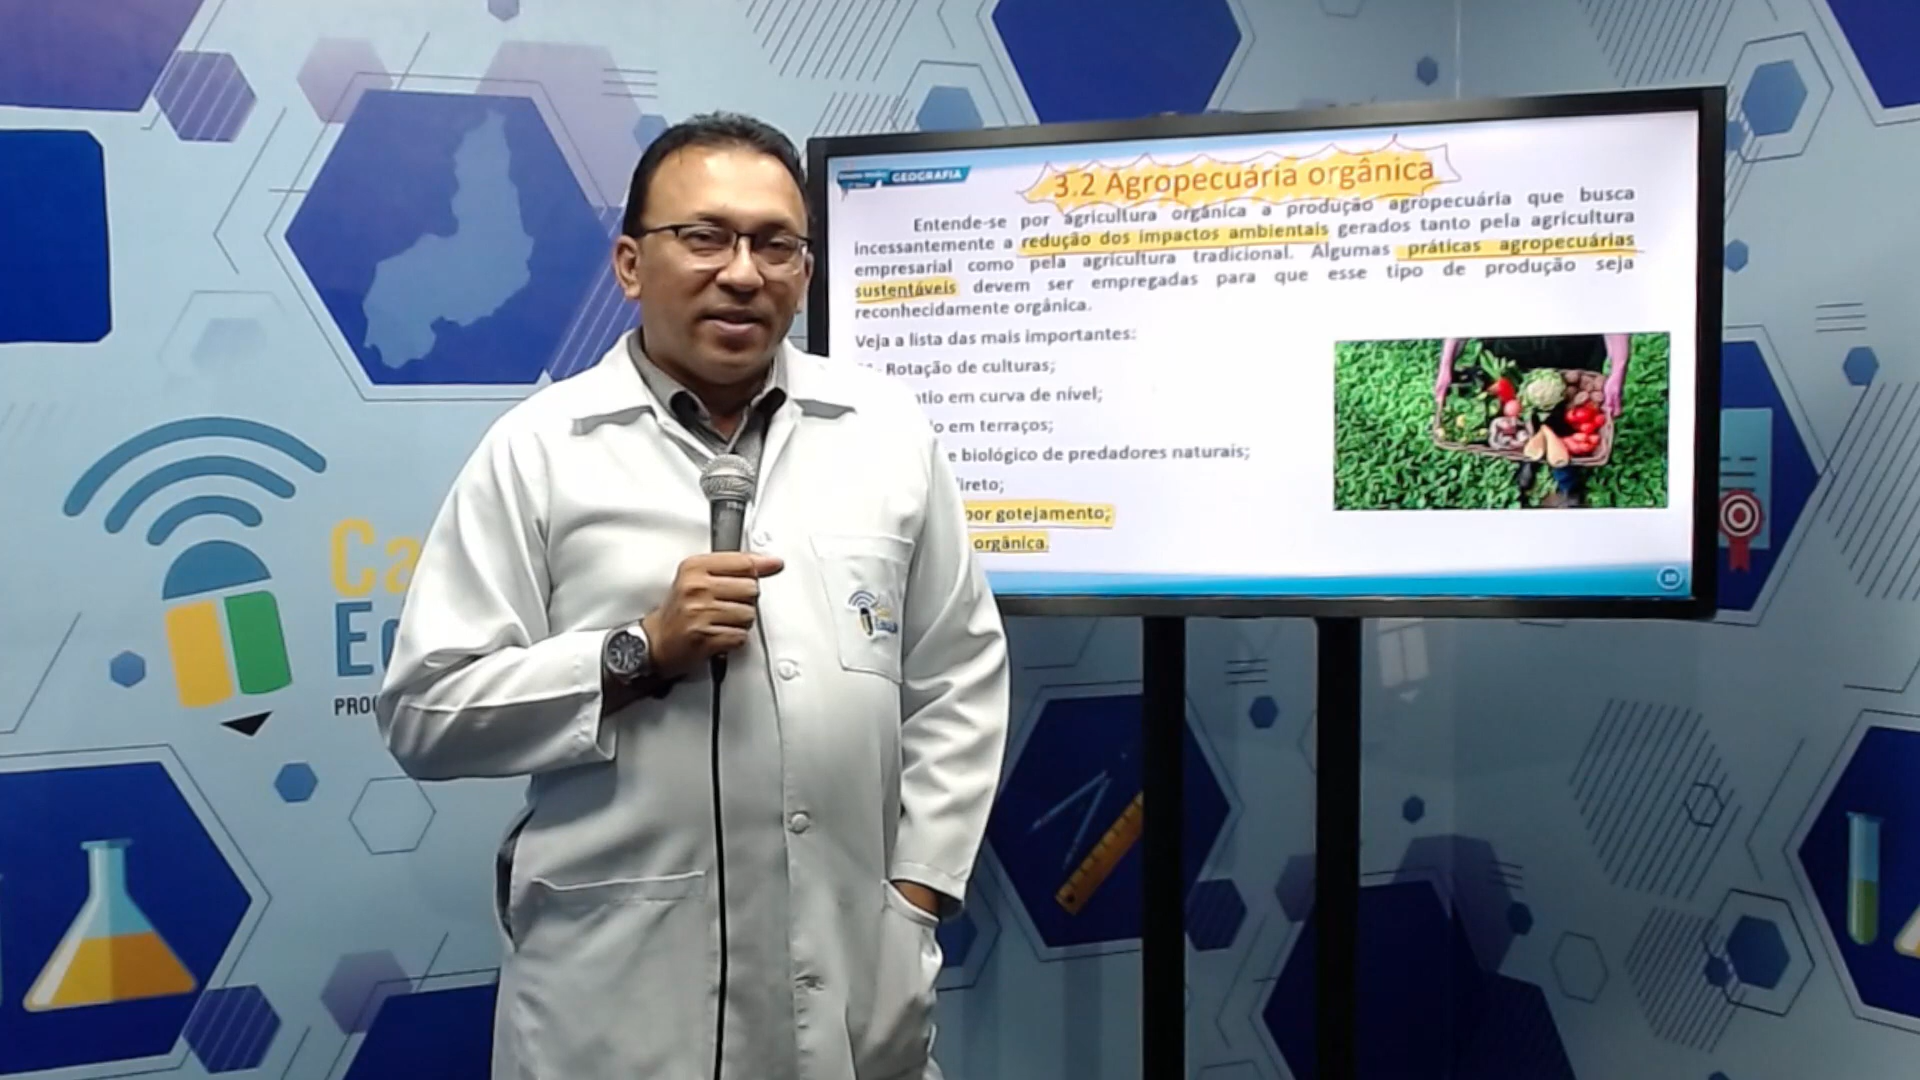 GEOGRAFIA
3.2 Agropecuária orgânica
Entende-se por agricultura orgânica a produção agropecuária que busca
incessantemente a redução dos impactos ambientais gerados tanto pela agricultura
empresarial como pela agricultura tradicional. Algumas práticas agropecuárias
sustentáveis devem ser empregadas para que esse tipo de produção seja
reconhecidamente orgânica.
Veja a lista das mais importantes:
- Rotação de culturas;
em curva de nível;
em terraços;
e biológico de predadores naturais;
por gotejamento;
orgânica.
10